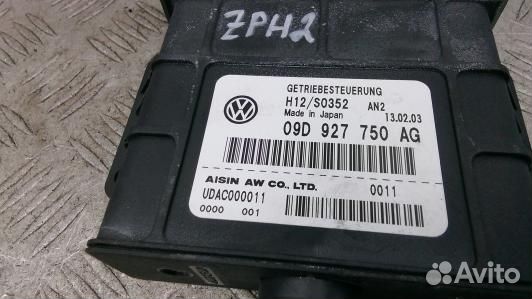 ZPH2
GETRIEBESTEUERUNG
H12/S0352 AN2
Made in Japan 13.02.03
09D 927 750 AG
AISIN AW CO., LTD. 0011
UDAC000011
0000 001
Avito